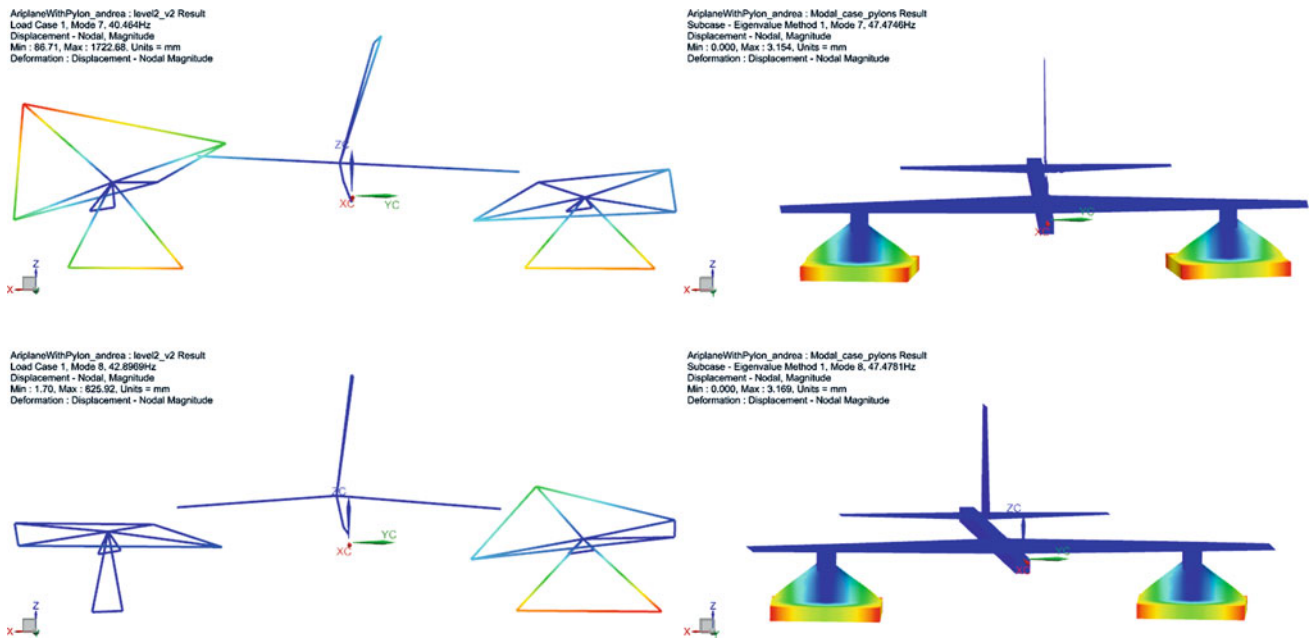 AriplaneWithPylon_andrea : level2_v2 Result
Load Case 1, Mode 7, 40.464Hz
Displacement - Nodal, Magnitude
Min : 86.71, Max : 1722.68, Units = mm
Deformation : Displacement - Nodal Magnitude
ZC
XC
YC
Z
X
AriplaneWithPylon_andrea : Modal_case_pylons Result
Subcase - Eigenvalue Method 1, Mode 7, 47.4746Hz
Displacement - Nodal, Magnitude
Min : 0.000, Max : 3.154, Units = mm
Deformation : Displacement - Nodal Magnitude
YC
Z
X
AriplaneWithPylon_andrea : level2_v2 Result
Load Case 1, Mode 8, 42.8969Hz
Displacement - Nodal, Magnitude
Min : 1.70, Max : 625.92, Units = mm
Deformation : Displacement - Nodal Magnitude
ZC
XC
YC
Z
X
AriplaneWithPylon_andrea : Modal_case_pylons Result
Subcase - Eigenvalue Method 1, Mode 8, 47.4781Hz
Displacement - Nodal, Magnitude
Min : 0.000, Max : 3.169, Units = mm
Deformation : Displacement - Nodal Magnitude
ZC
YC
Z
X